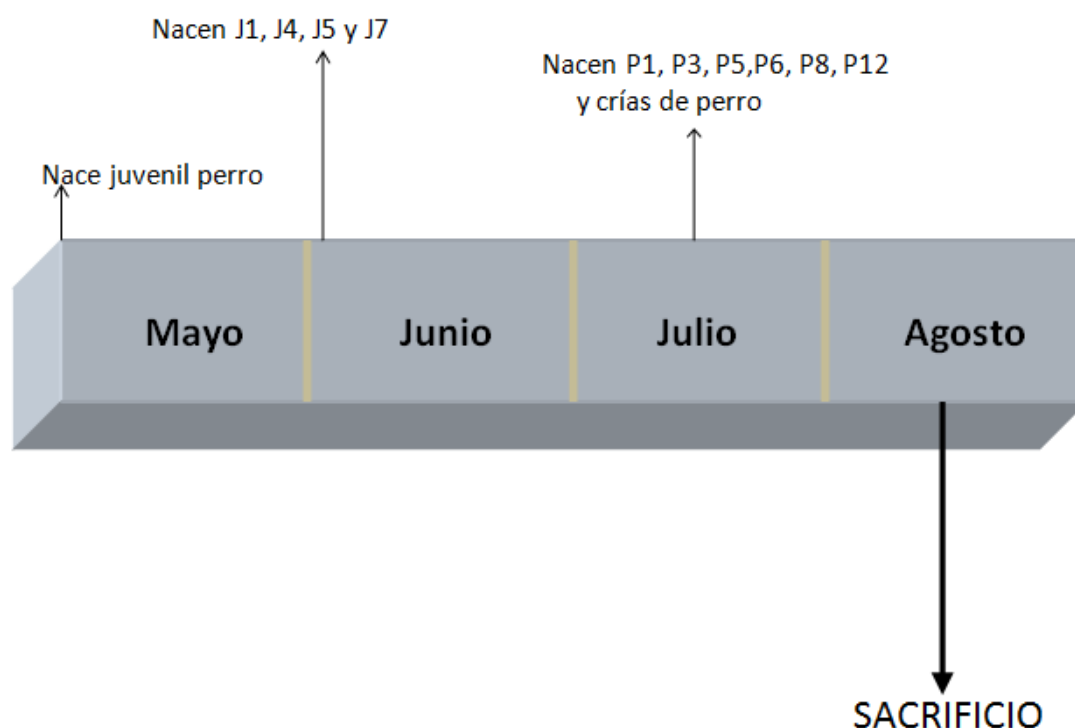 Nacen J1, J4, J5 y J7
Nacen P1, P3, P5,P6, P8, P12
y crías de perro
Nace juvenil perro
Mayo
Junio
Julio
Agosto
SACRIFICIO